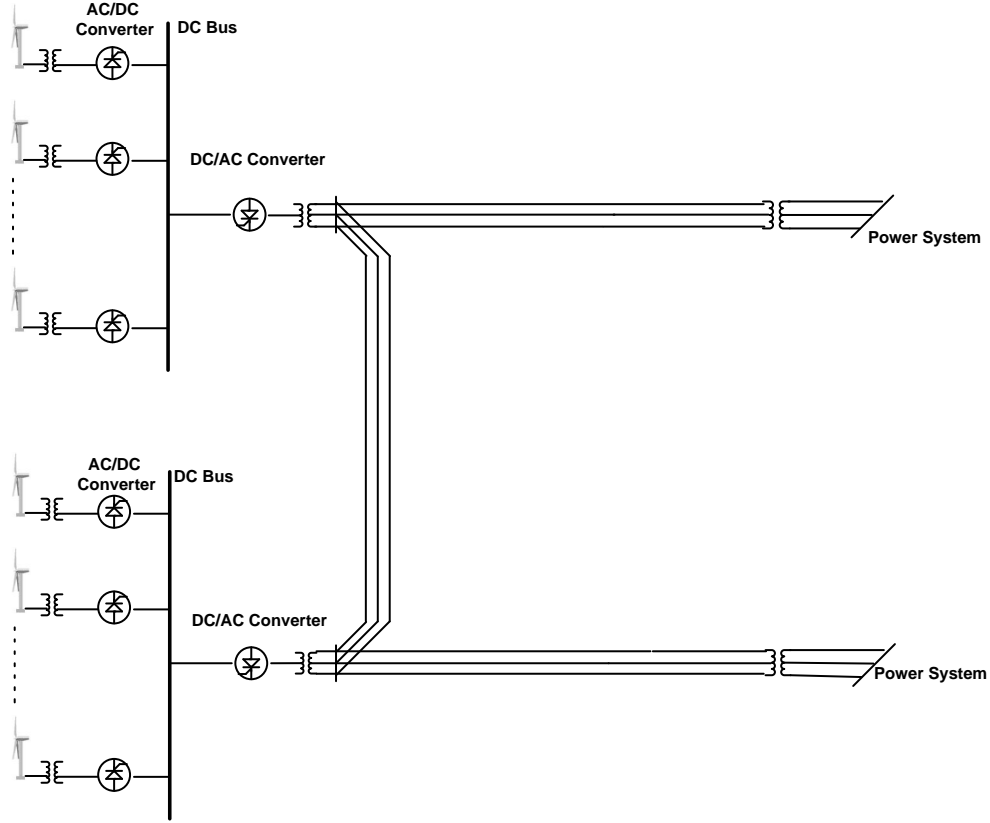 AC/DC
Converter
DC Bus
DC/AC Converter
Power System
AC/DC
Converter
DC Bus
DC/AC Converter
Power System